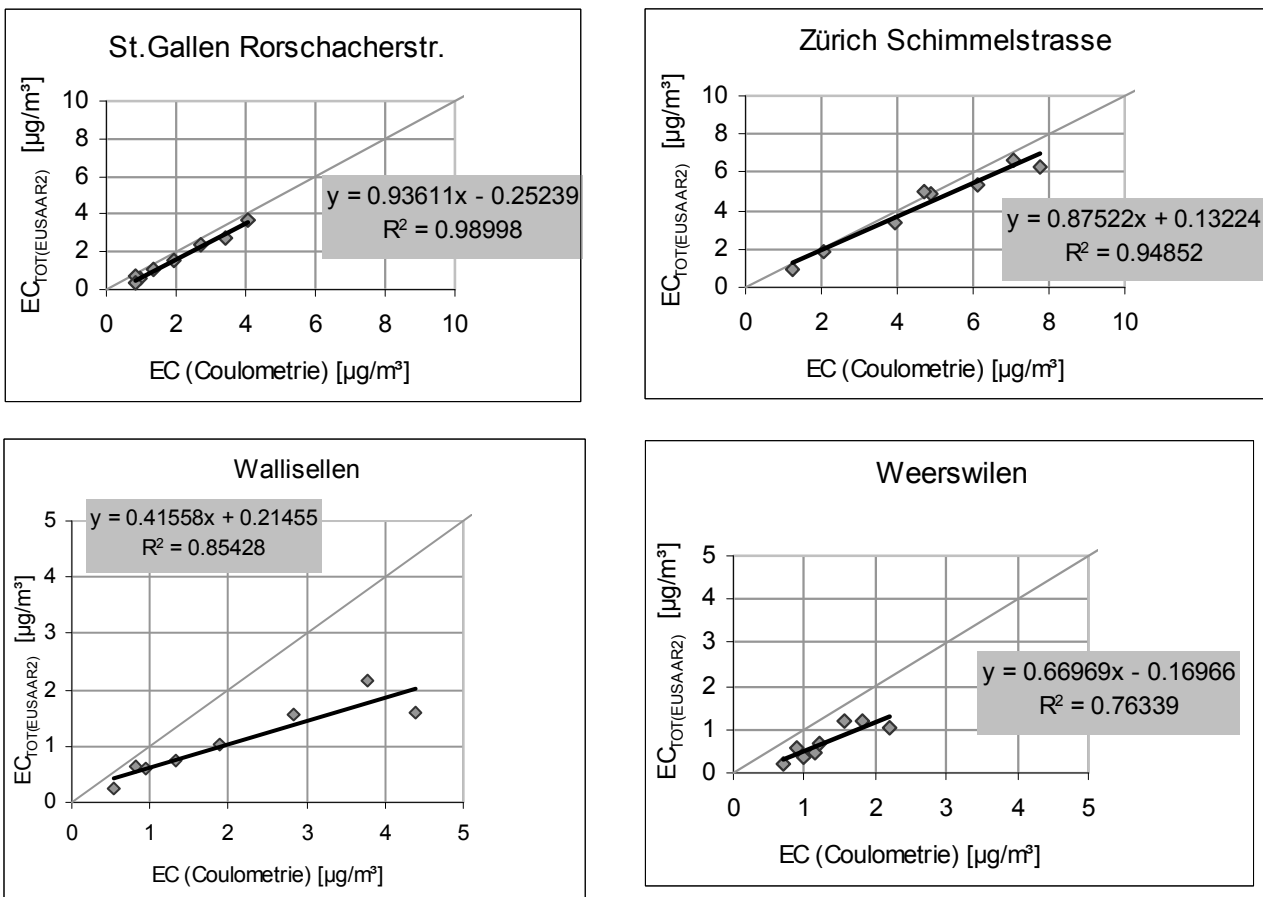 St.Gallen Rorschacherstr.
EC_TOT(EUSAAR2) [µg/m³]
10
8
6
4
2
0
y = 0.93611x - 0.25239
R² = 0.98998
0 2 4 6 8 10
EC (Coulometrie) [µg/m³]
Zürich Schimmelstrasse
EC_TOT(EUSAAR2) [µg/m³]
10
8
6
4
2
0
y = 0.87522x + 0.13224
R² = 0.94852
0 2 4 6 8 10
EC (Coulometrie) [µg/m³]
Wallisellen
y = 0.41558x + 0.21455
R² = 0.85428
EC_TOT(EUSAAR2) [µg/m³]
5
4
3
2
1
0
0 1 2 3 4 5
EC (Coulometrie) [µg/m³]
Weerswilen
EC_TOT(EUSAAR2) [µg/m³]
5
4
3
2
1
0
y = 0.66969x - 0.16966
R² = 0.76339
0 1 2 3 4 5
EC (Coulometrie) [µg/m³]